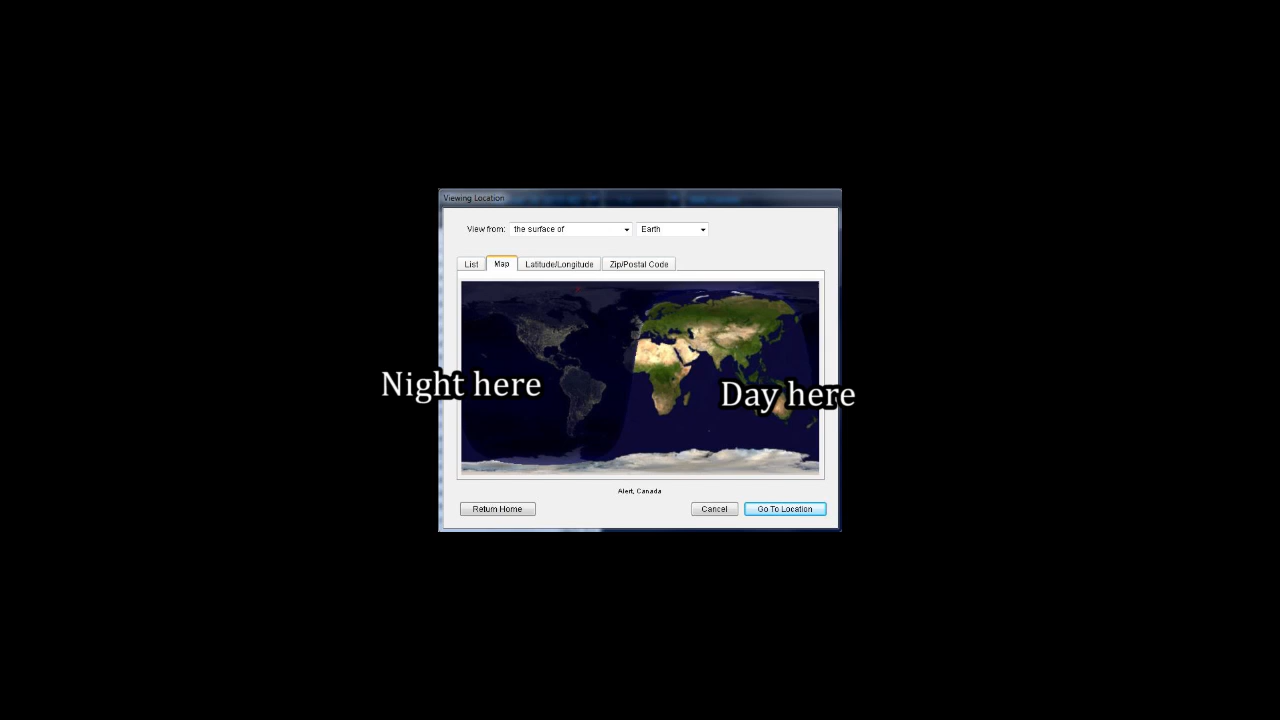 Viewing Location
View from: the surface of Earth
List Map Latitude/Longitude Zip/Postal Code
Night here
Day here
Alert, Canada
Return Home Cancel Go To Location